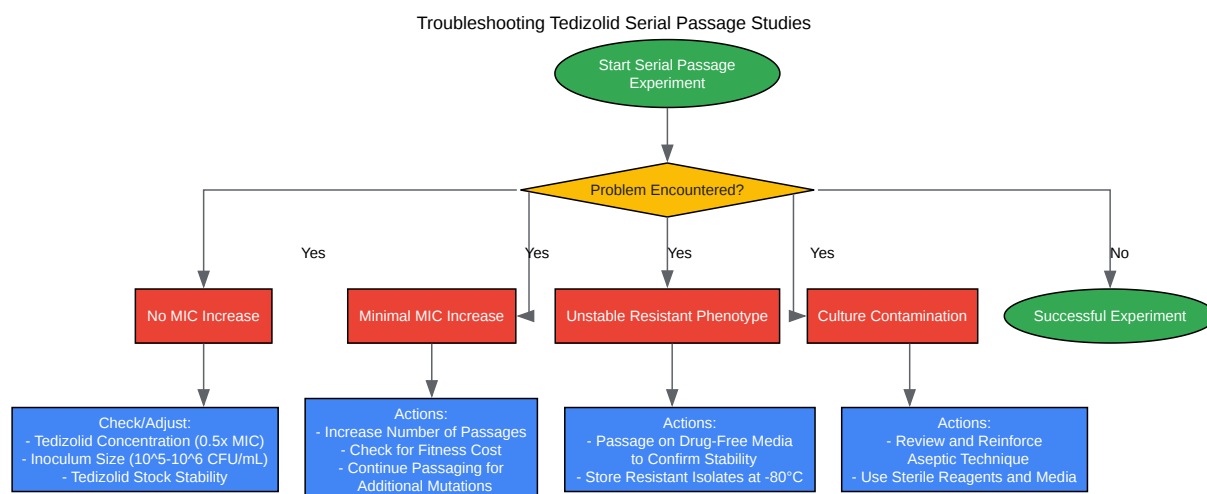 Troubleshooting Tedizolid Serial Passage Studies
Start Serial Passage
Experiment
Problem Encountered?
Yes
Yes
Yes
Yes
No
No MIC Increase
Minimal MIC Increase
Unstable Resistant Phenotype
Culture Contamination
Successful Experiment
Check/Adjust:
- Tedizolid Concentration (0.5x MIC)
- Inoculum Size (10^5-10^6 CFU/mL)
- Tedizolid Stock Stability
Actions:
- Increase Number of Passages
- Check for Fitness Cost
- Continue Passaging for
Additional Mutations
Actions:
- Passage on Drug-Free Media
to Confirm Stability
- Store Resistant Isolates at -80°C
Actions:
- Review and Reinforce
Aseptic Technique
- Use Sterile Reagents and Media